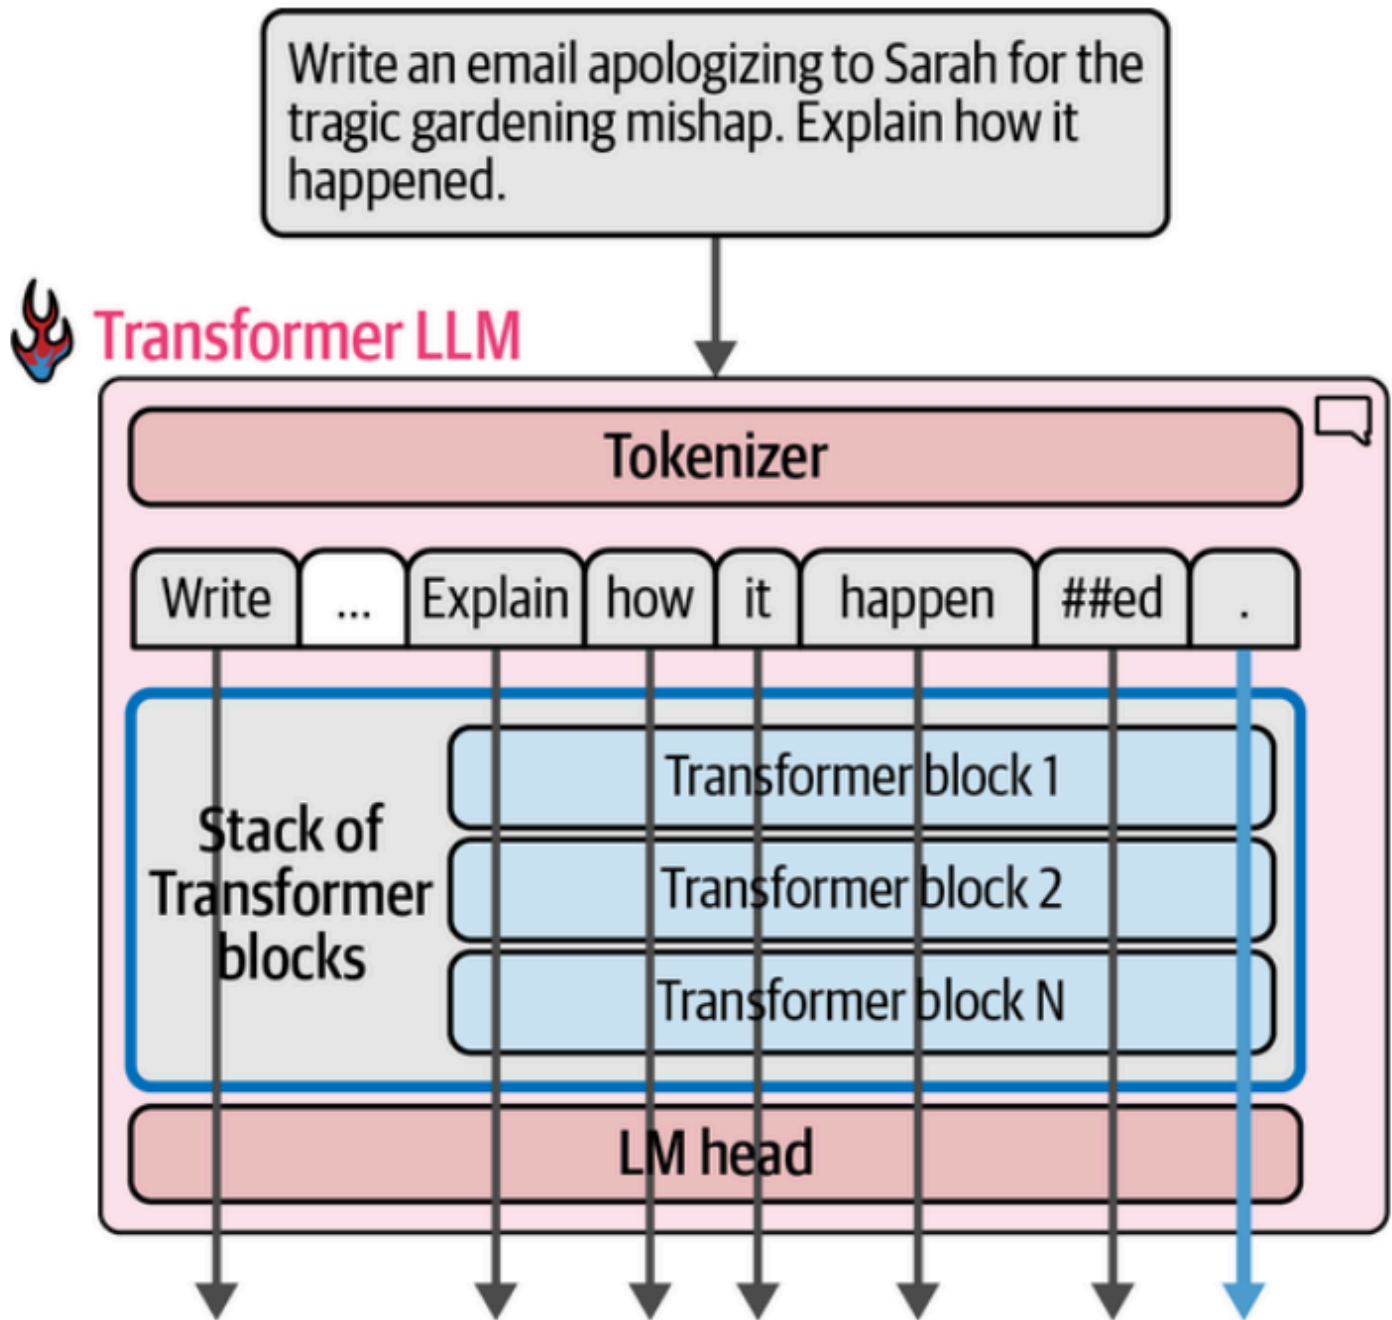 Write an email apologizing to Sarah for the
tragic gardening mishap. Explain how it
happened.
Transformer LLM
Tokenizer
Write ... Explain how it happen ##ed .
Stack of
Transformer
blocks
Transformer block 1
Transformer block 2
Transformer block N
LM head